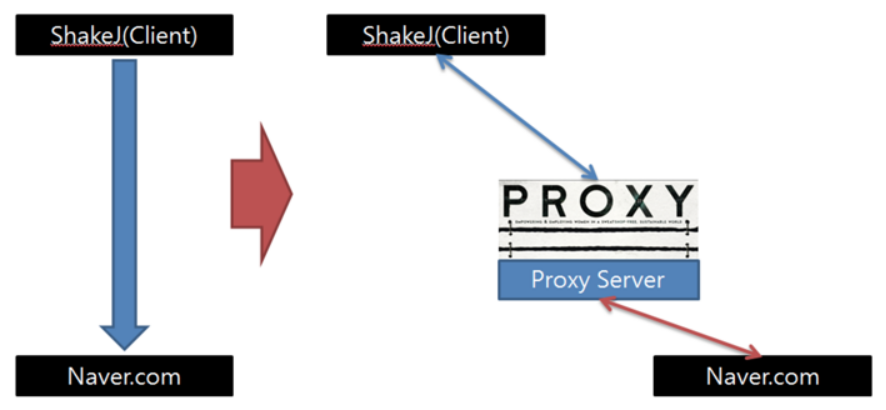 ShakeJ(Client)
ShakeJ(Client)
PROXY
EMPOWERING & EMPLOYING WOMEN IN A SWEATSHOP-FREE, SUSTAINABLE WORLD
Proxy Server
Naver.com
Naver.com